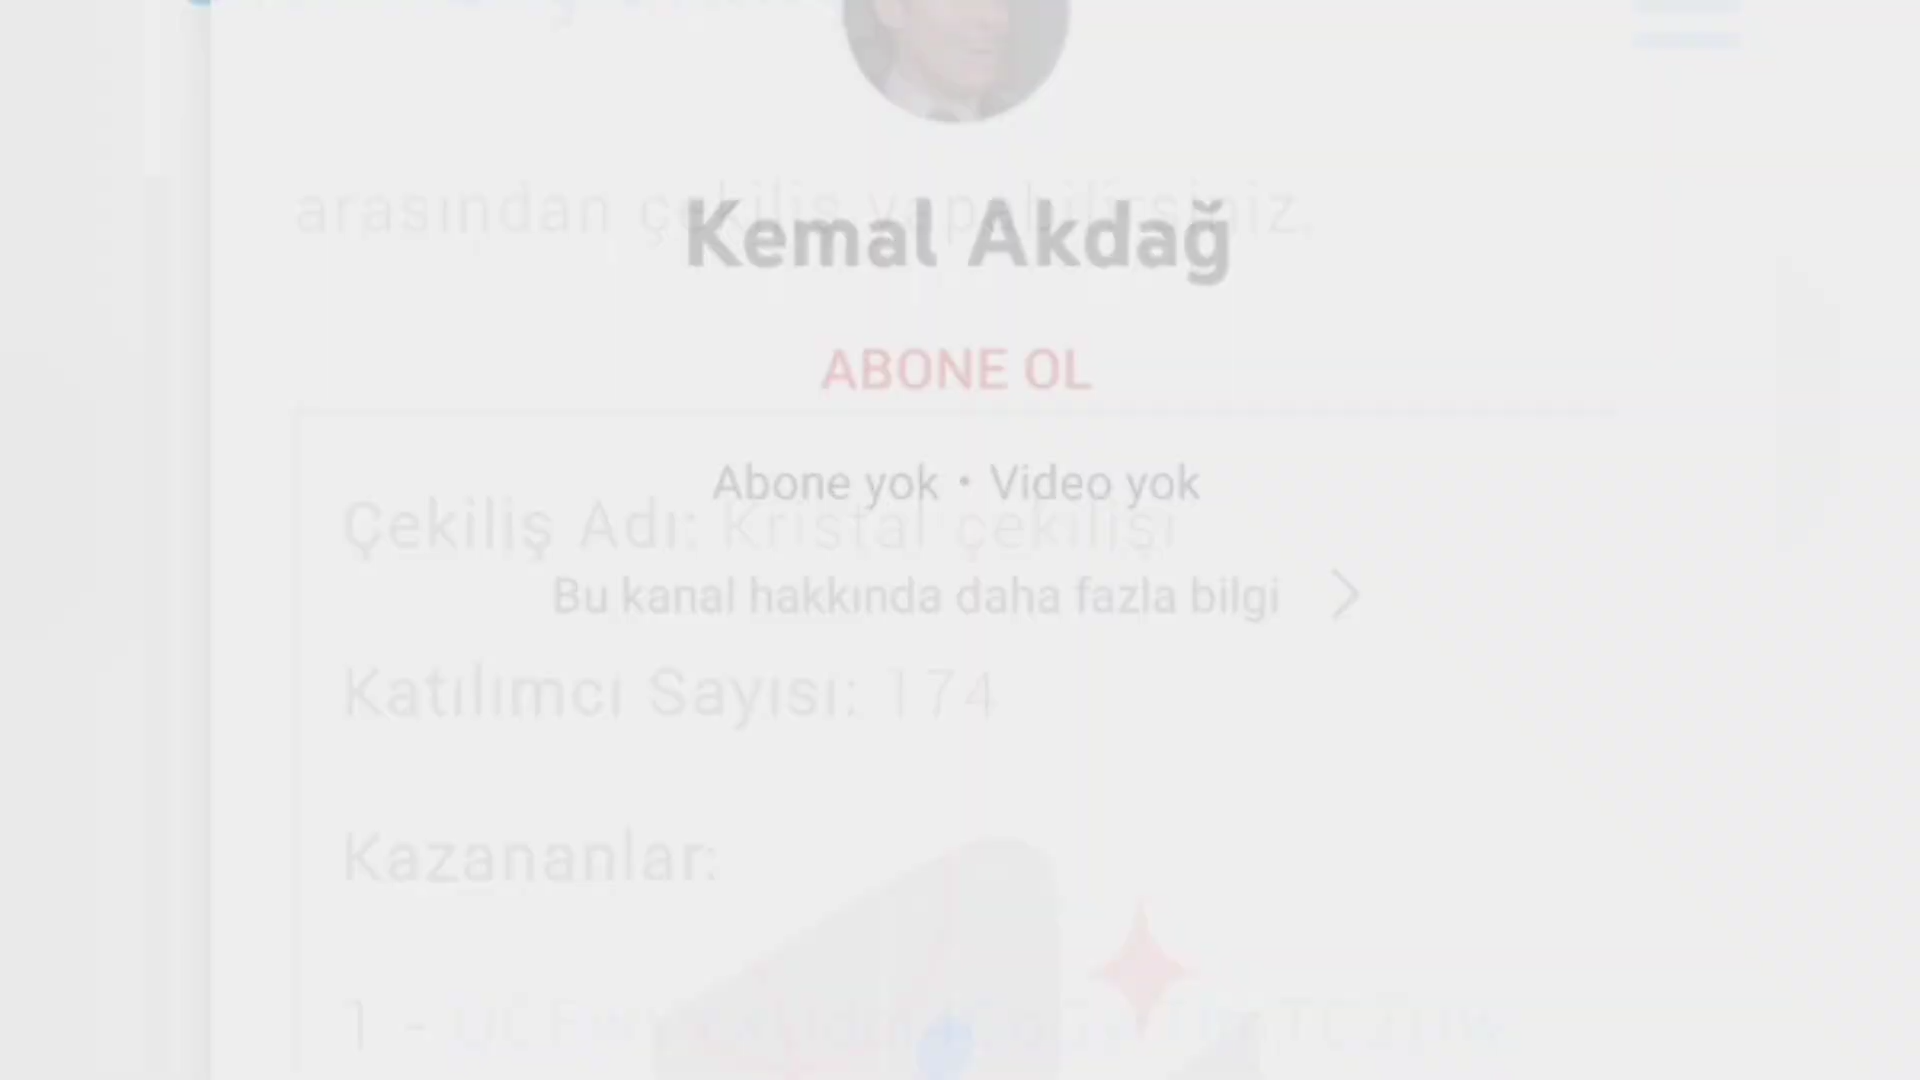 arasından çekiliş yapabilirsiniz.
Kemal Akdağ
ABONE OL
Abone yok • Video yok
Çekiliş Adı: Kristal çekilişi
Bu kanal hakkında daha fazla bilgi
Katılımcı Sayısı: 174
Kazananlar:
1 -